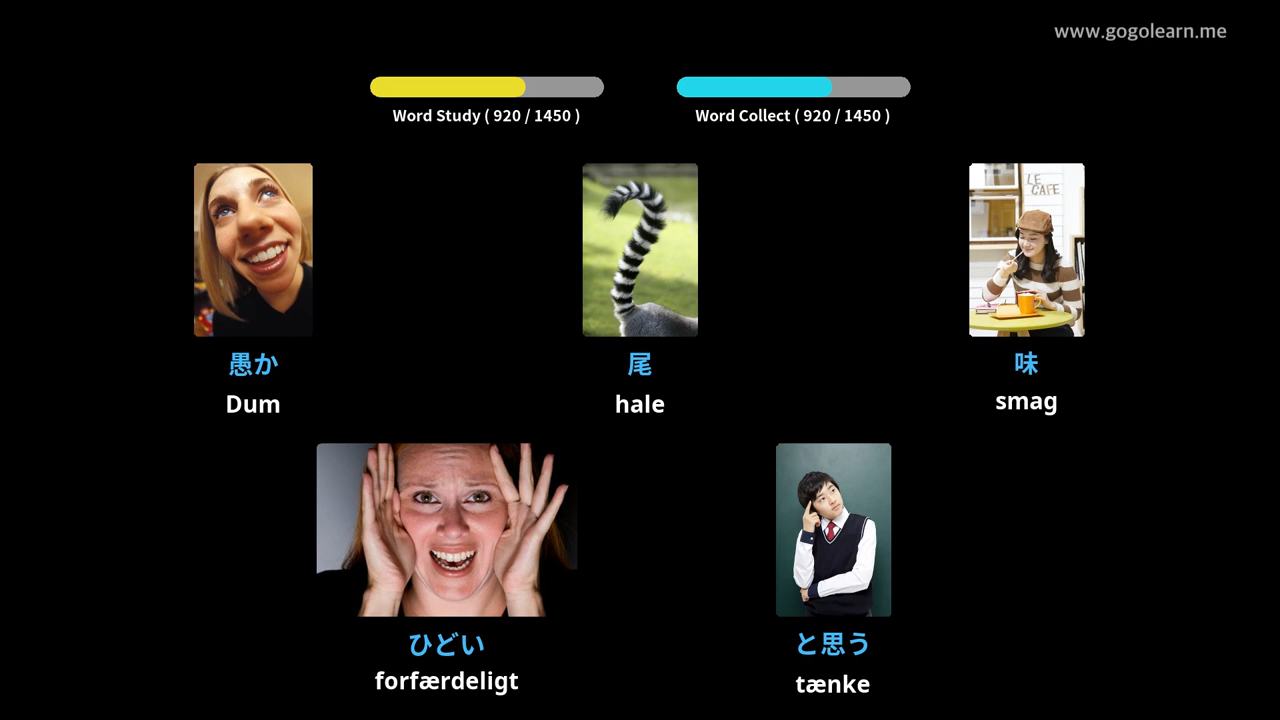 www.gogolearn.me
Word Study ( 920 / 1450 )
Word Collect ( 920 / 1450 )
LE CAFE
愚か
Dum
尾
hale
味
smag
ひどい
forfærdeligt
と思う
tænke